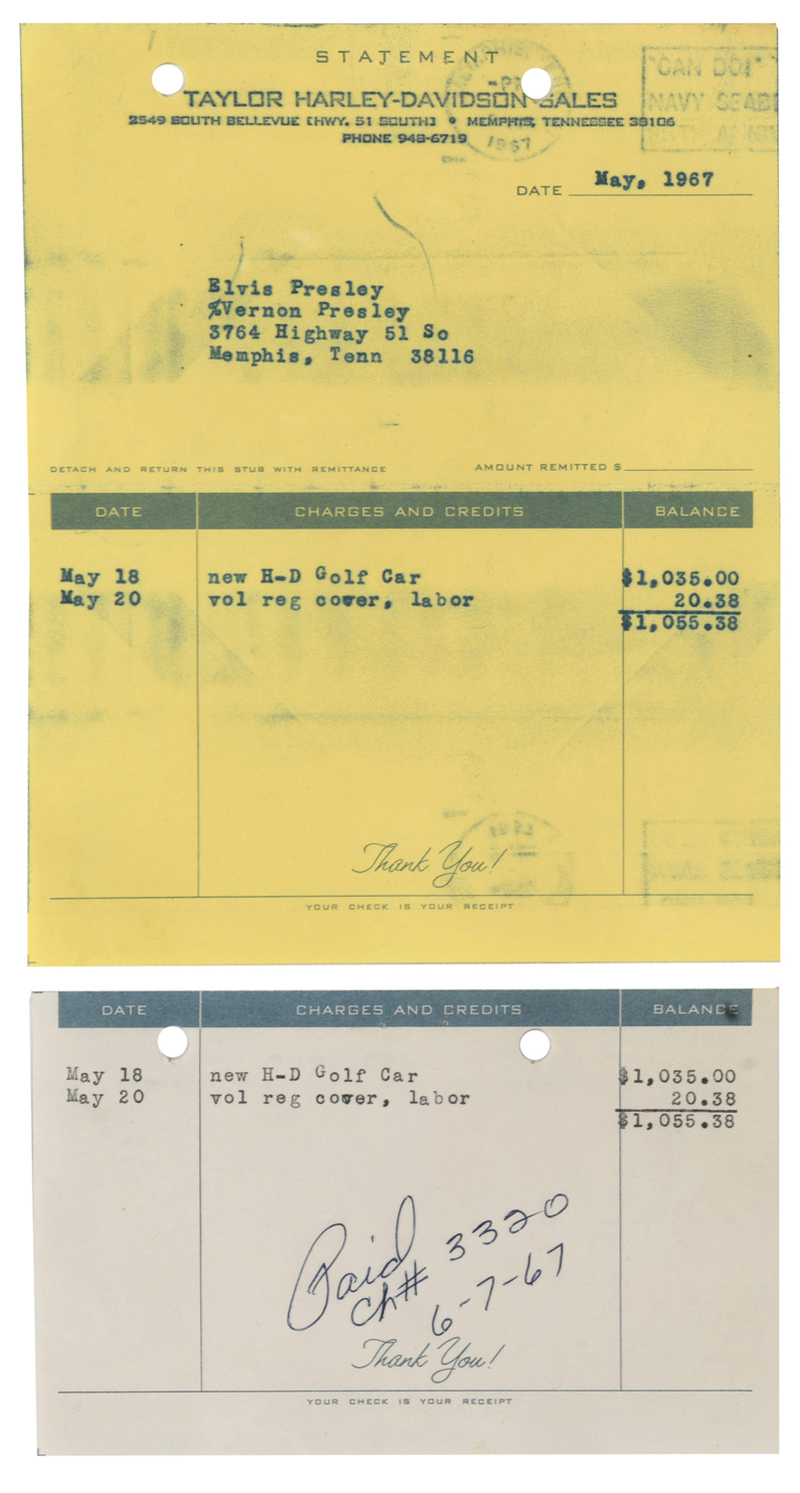 STATEMENT
TAYLOR HARLEY-DAVIDSON SALES
2549 SOUTH BELLEVUE (HWY. 51 SOUTH) • MEMPHIS, TENNESSEE 38106
PHONE 948-6719
"CAN DO!"
NAVY SEABE
1967
DATE May, 1967
Elvis Presley
%Vernon Presley
3764 Highway 51 So
Memphis, Tenn 38116
DETACH AND RETURN THIS STUB WITH REMITTANCE AMOUNT REMITTED $
DATE CHARGES AND CREDITS BALANCE
May 18 new H-D Golf Car $1,035.00
May 20 vol reg cover, labor 20.38
$1,055.38
Thank You!
YOUR CHECK IS YOUR RECEIPT
DATE CHARGES AND CREDITS BALANCE
May 18 new H-D Golf Car $1,035.00
May 20 vol reg cover, labor 20.38
$1,055.38
Paid
Ch# 3320
6-7-67
Thank You!
YOUR CHECK IS YOUR RECEIPT